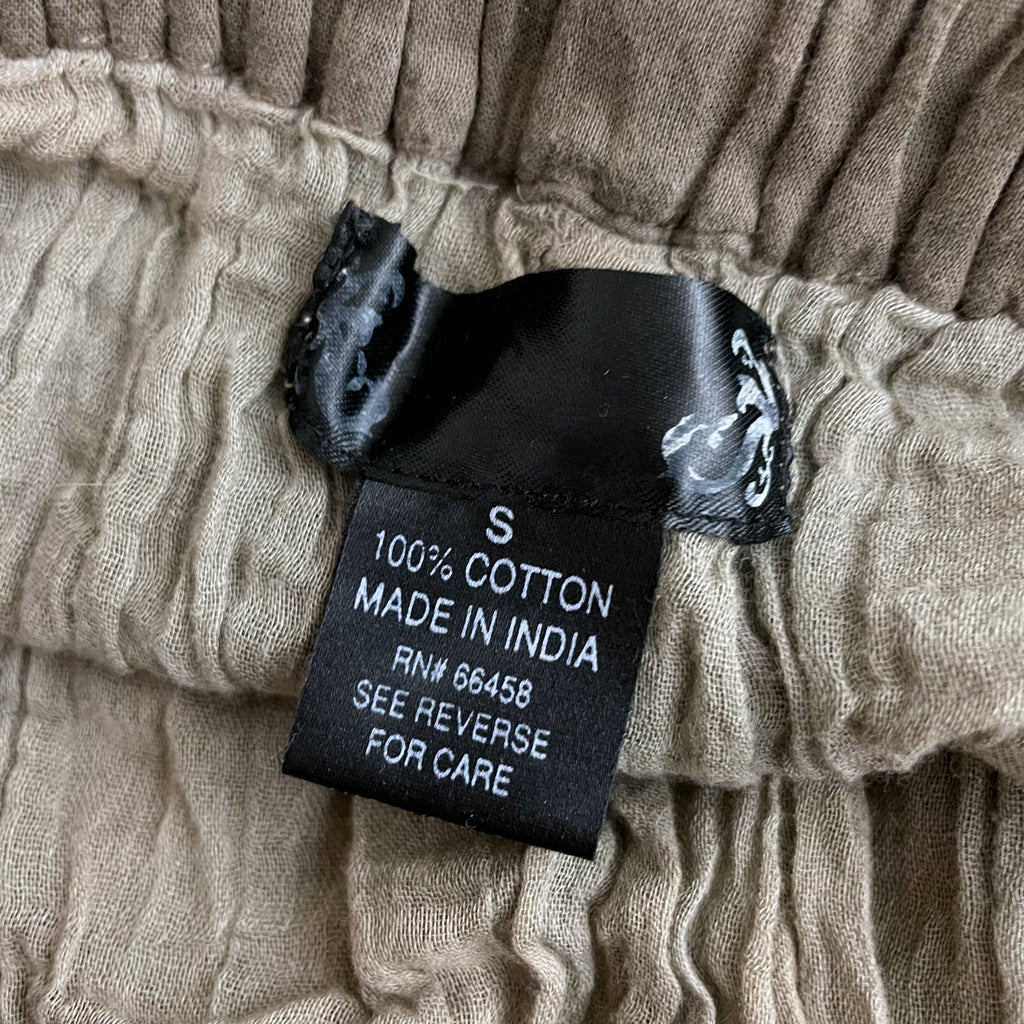 S
100% COTTON
MADE IN INDIA
RN# 66458
SEE REVERSE
FOR CARE